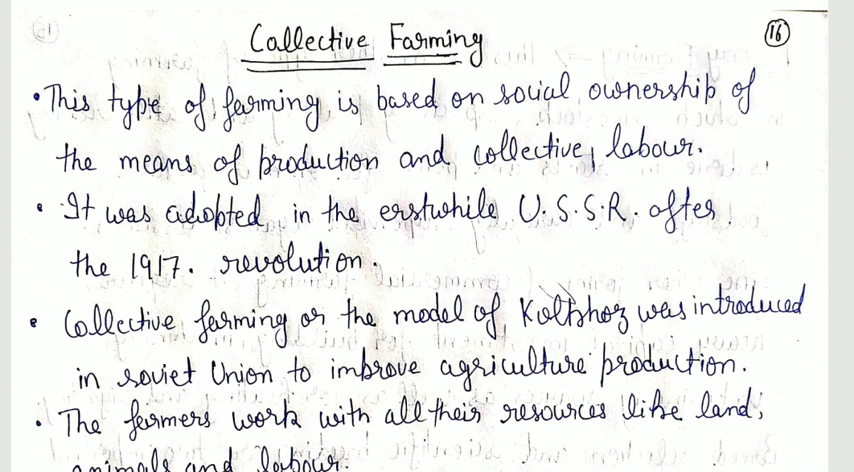 Collective Farming
16
• This type of farming is based on social ownership of
the means of production and collective labour.
• It was adopted in the erstwhile U.S.S.R. after
the 1917. revolution.
• Collective farming or the model of Kolkhoz was introduced
in soviet Union to improve agriculture production.
• The farmers work with all their resources like land,
animals and labour.